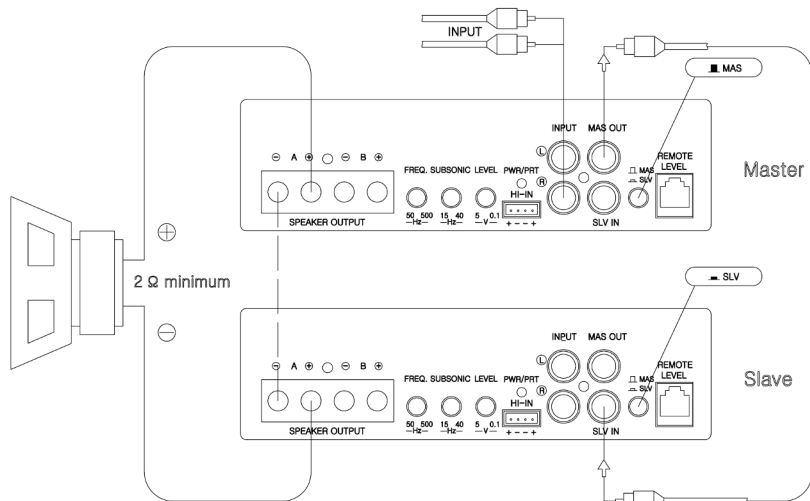 INPUT
MAS
INPUT MAS OUT
L
⊖ A ⊕ ⊖ B ⊕
FREQ. SUBSONIC LEVEL PWR/PRT
REMOTE LEVEL
Master
R
HI-IN
MAS
SLV
50 500 15 40 5 0.1
Hz Hz V
+ - - +
SPEAKER OUTPUT
SLV IN
⊕
2 Ω minimum
⊖
SLV
INPUT MAS OUT
L
⊖ A ⊕ ⊖ B ⊕
FREQ. SUBSONIC LEVEL PWR/PRT
REMOTE LEVEL
Slave
R
HI-IN
MAS
SLV
50 500 15 40 5 0.1
Hz Hz V
+ - - +
SPEAKER OUTPUT
SLV IN